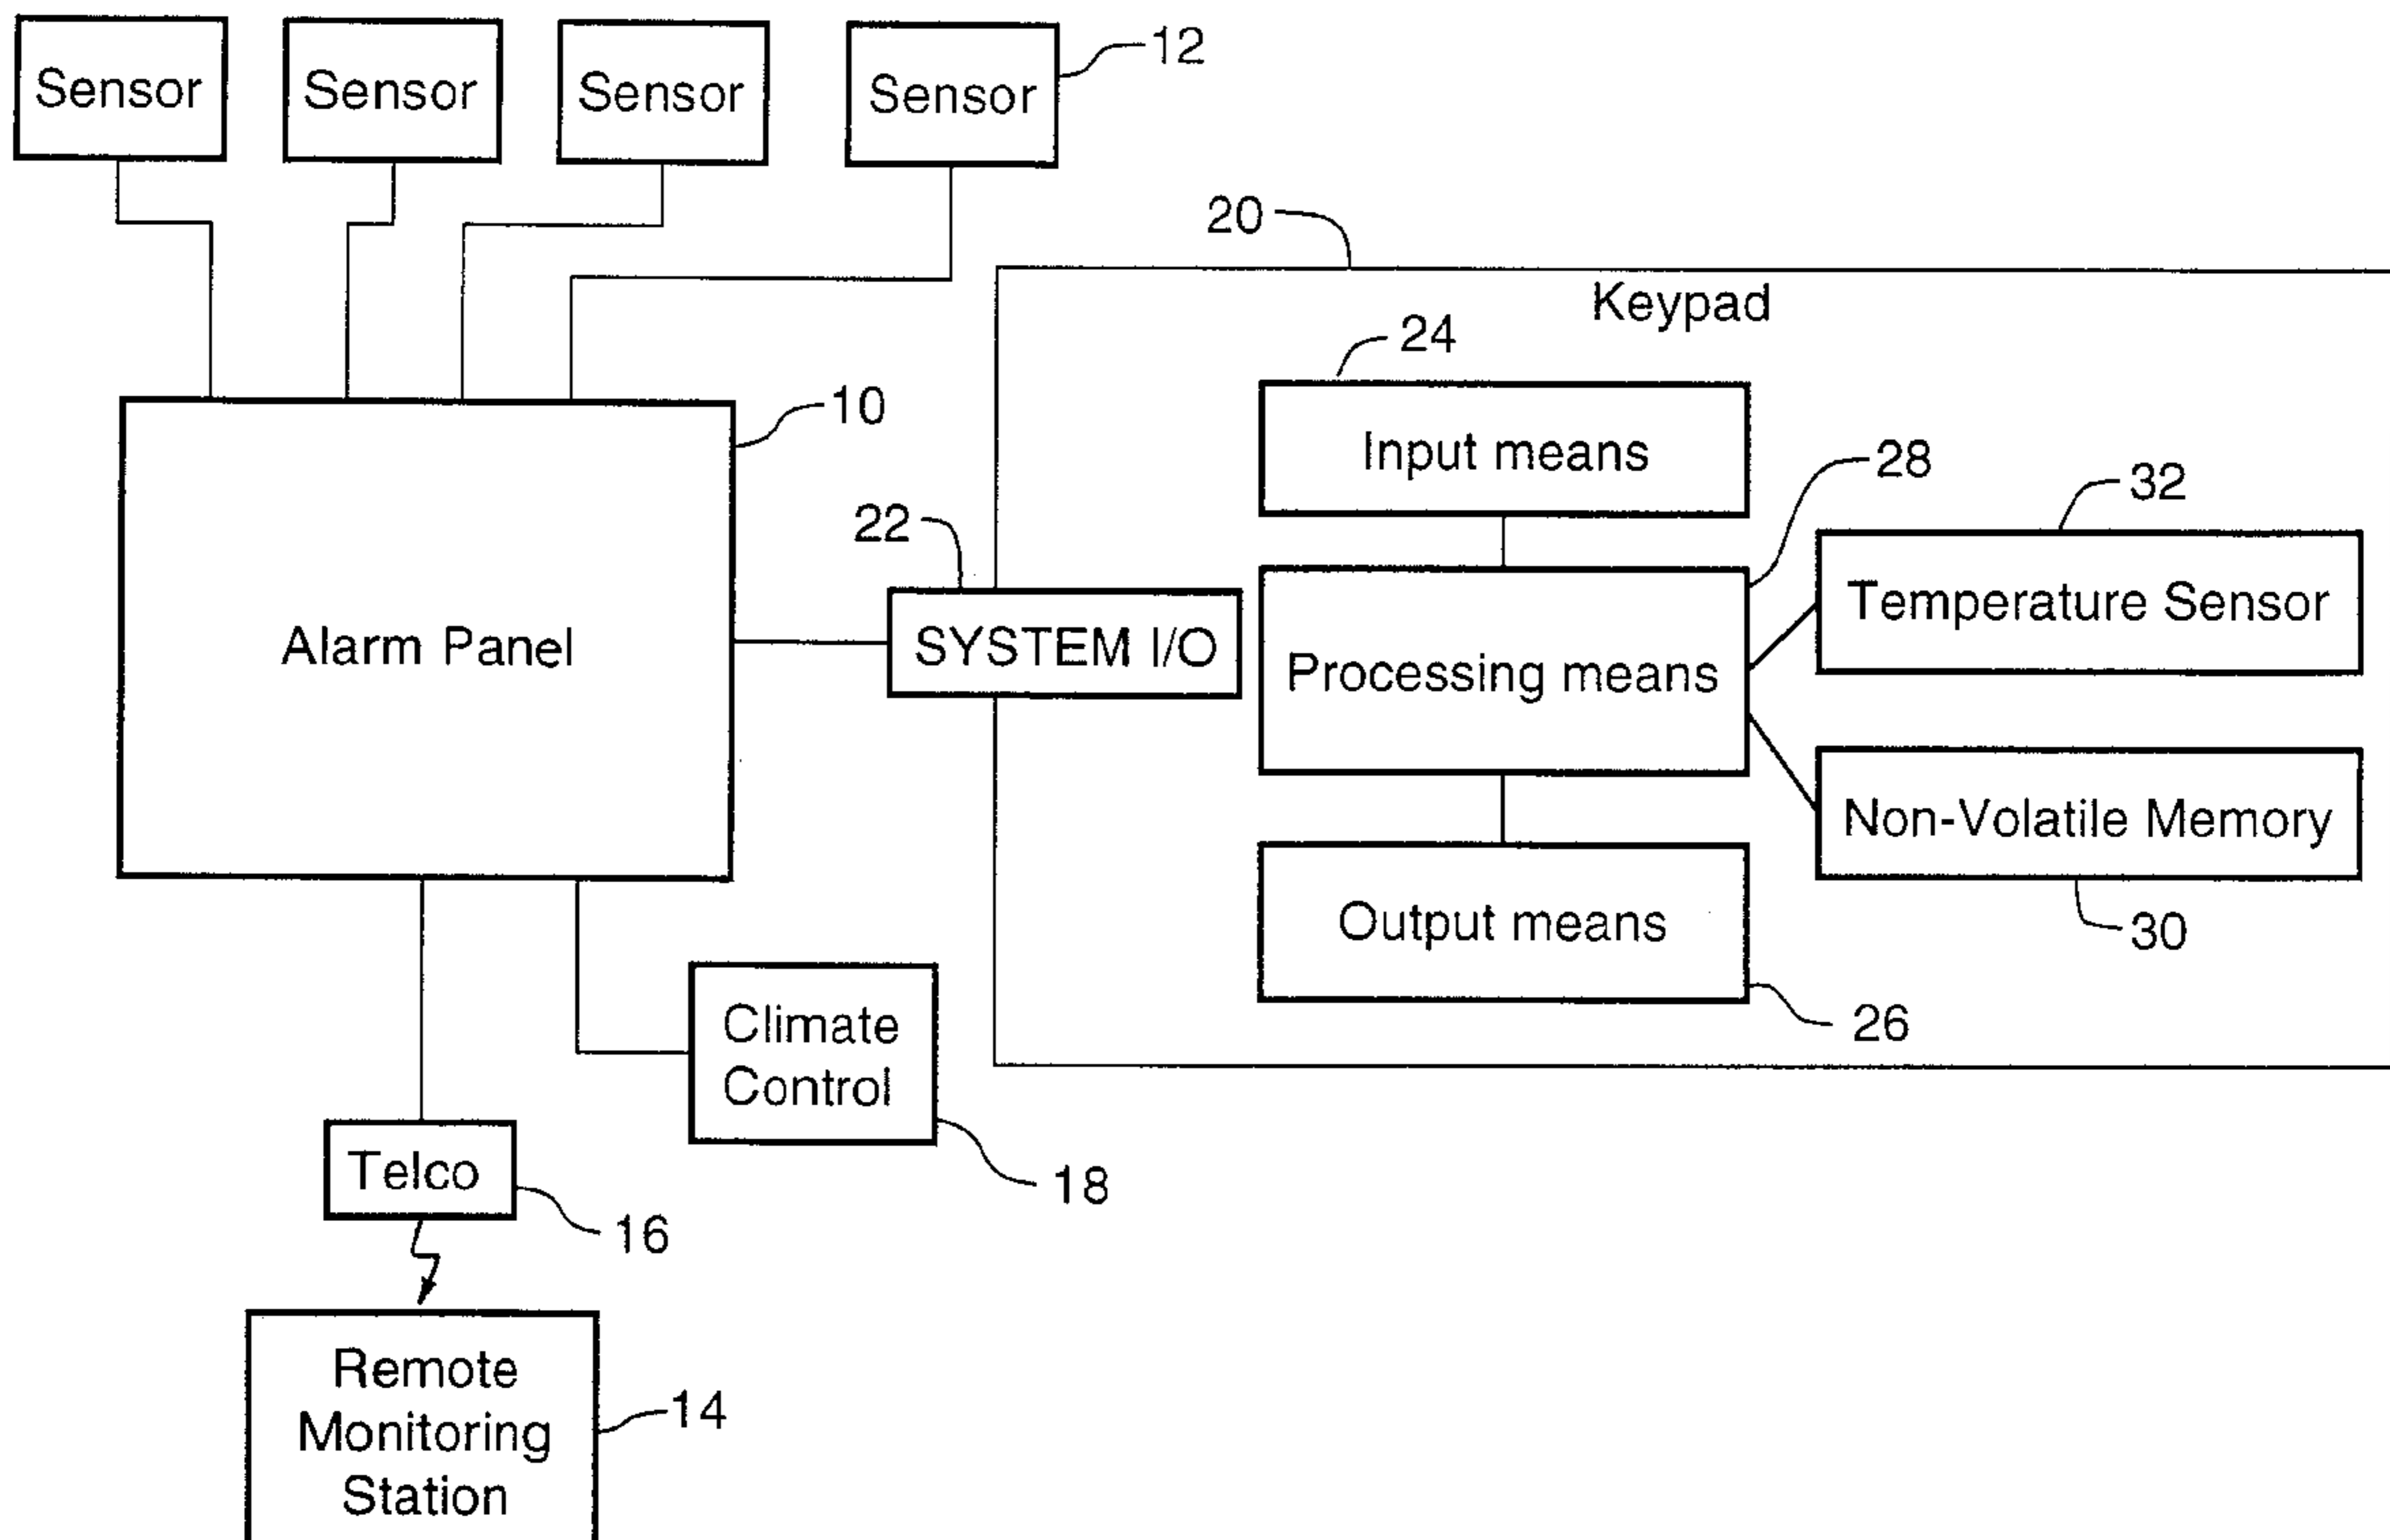 Sensor
Sensor
Sensor
Sensor
12
20
Keypad
24
10
Input means
28
32
22
Temperature Sensor
Alarm Panel
SYSTEM I/O
Processing means
Non-Volatile Memory
Output means
30
Climate
Control
26
Telco
18
16
Remote
Monitoring
Station
14